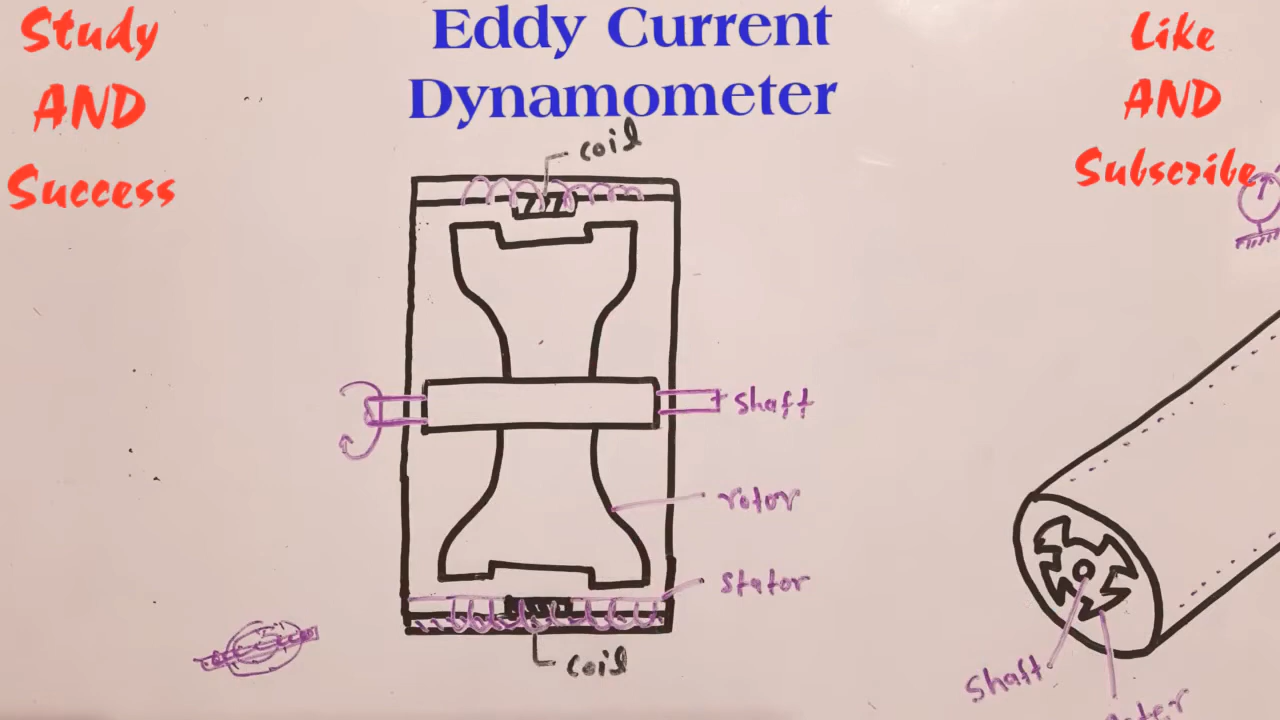 Study
AND
Success
Eddy Current
Dynamometer
Like
AND
Subscribe
coil
shaft
rotor
stator
coil
shaft